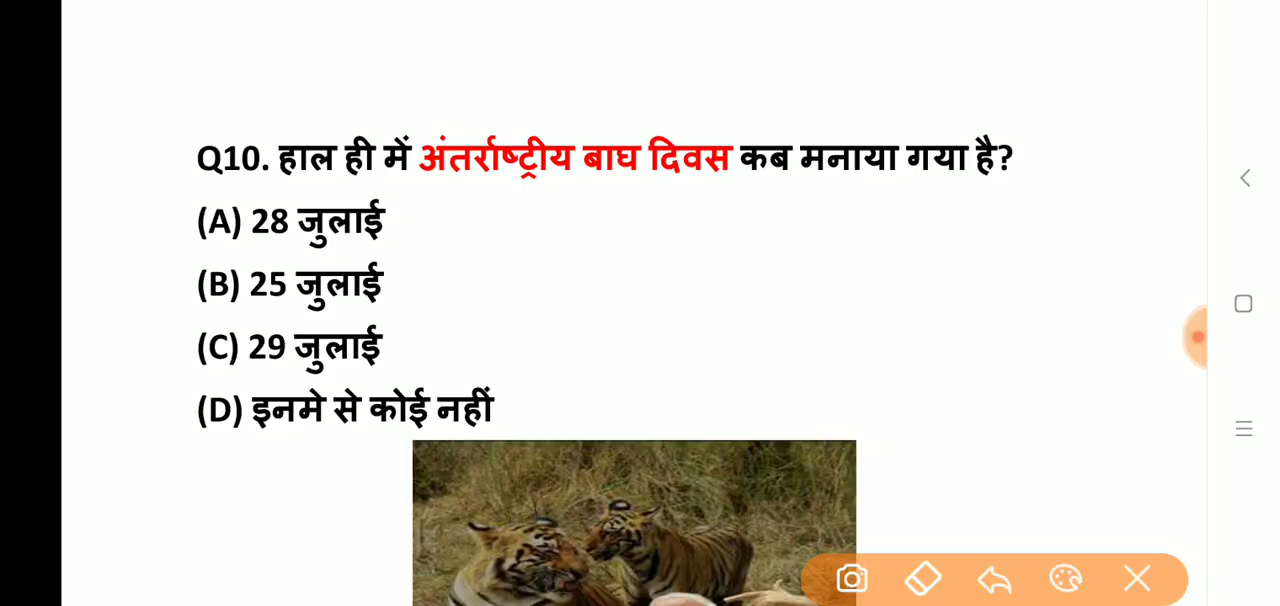 Q10. हाल ही में अंतर्राष्ट्रीय बाघ दिवस कब मनाया गया है?
(A) 28 जुलाई
(B) 25 जुलाई
(C) 29 जुलाई
(D) इनमे से कोई नहीं